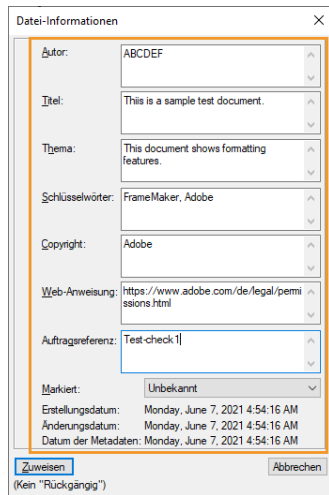 Datei-Informationen
Autor: ABCDEF
Titel: Thiis is a sample test document.
Thema: This document shows formatting
features.
Schlüsselwörter: FrameMaker, Adobe
Copyright: Adobe
Web-Anweisung: https://www.adobe.com/de/legal/permi
ssions.html
Auftragsreferenz: Test-check1
Markiert: Unbekannt
Erstellungsdatum: Monday, June 7, 2021 4:54:16 AM
Änderungsdatum: Monday, June 7, 2021 4:54:16 AM
Datum der Metadaten: Monday, June 7, 2021 4:54:16 AM
Zuweisen Abbrechen
(Kein "Rückgängig")